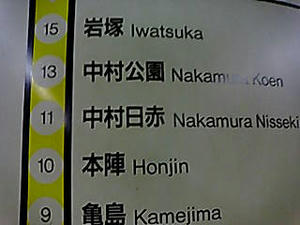 15 岩塚 Iwatsuka
13 中村公園 Nakamura Koen
11 中村日赤 Nakamura Nisseki
10 本陣 Honjin
9 亀島 Kamejima